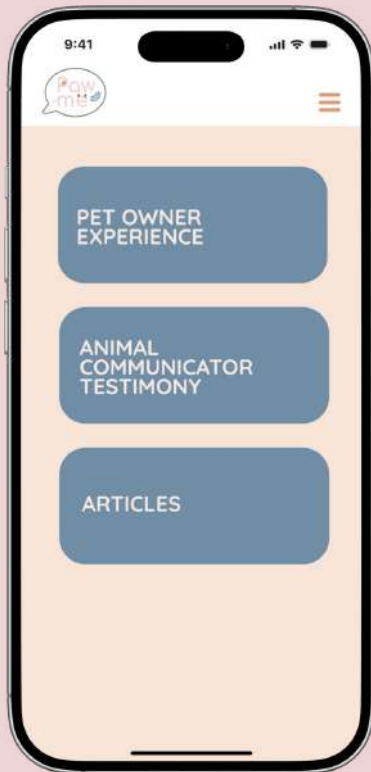 9:41
Paw
me
PET OWNER
EXPERIENCE
ANIMAL
COMMUNICATOR
TESTIMONY
ARTICLES